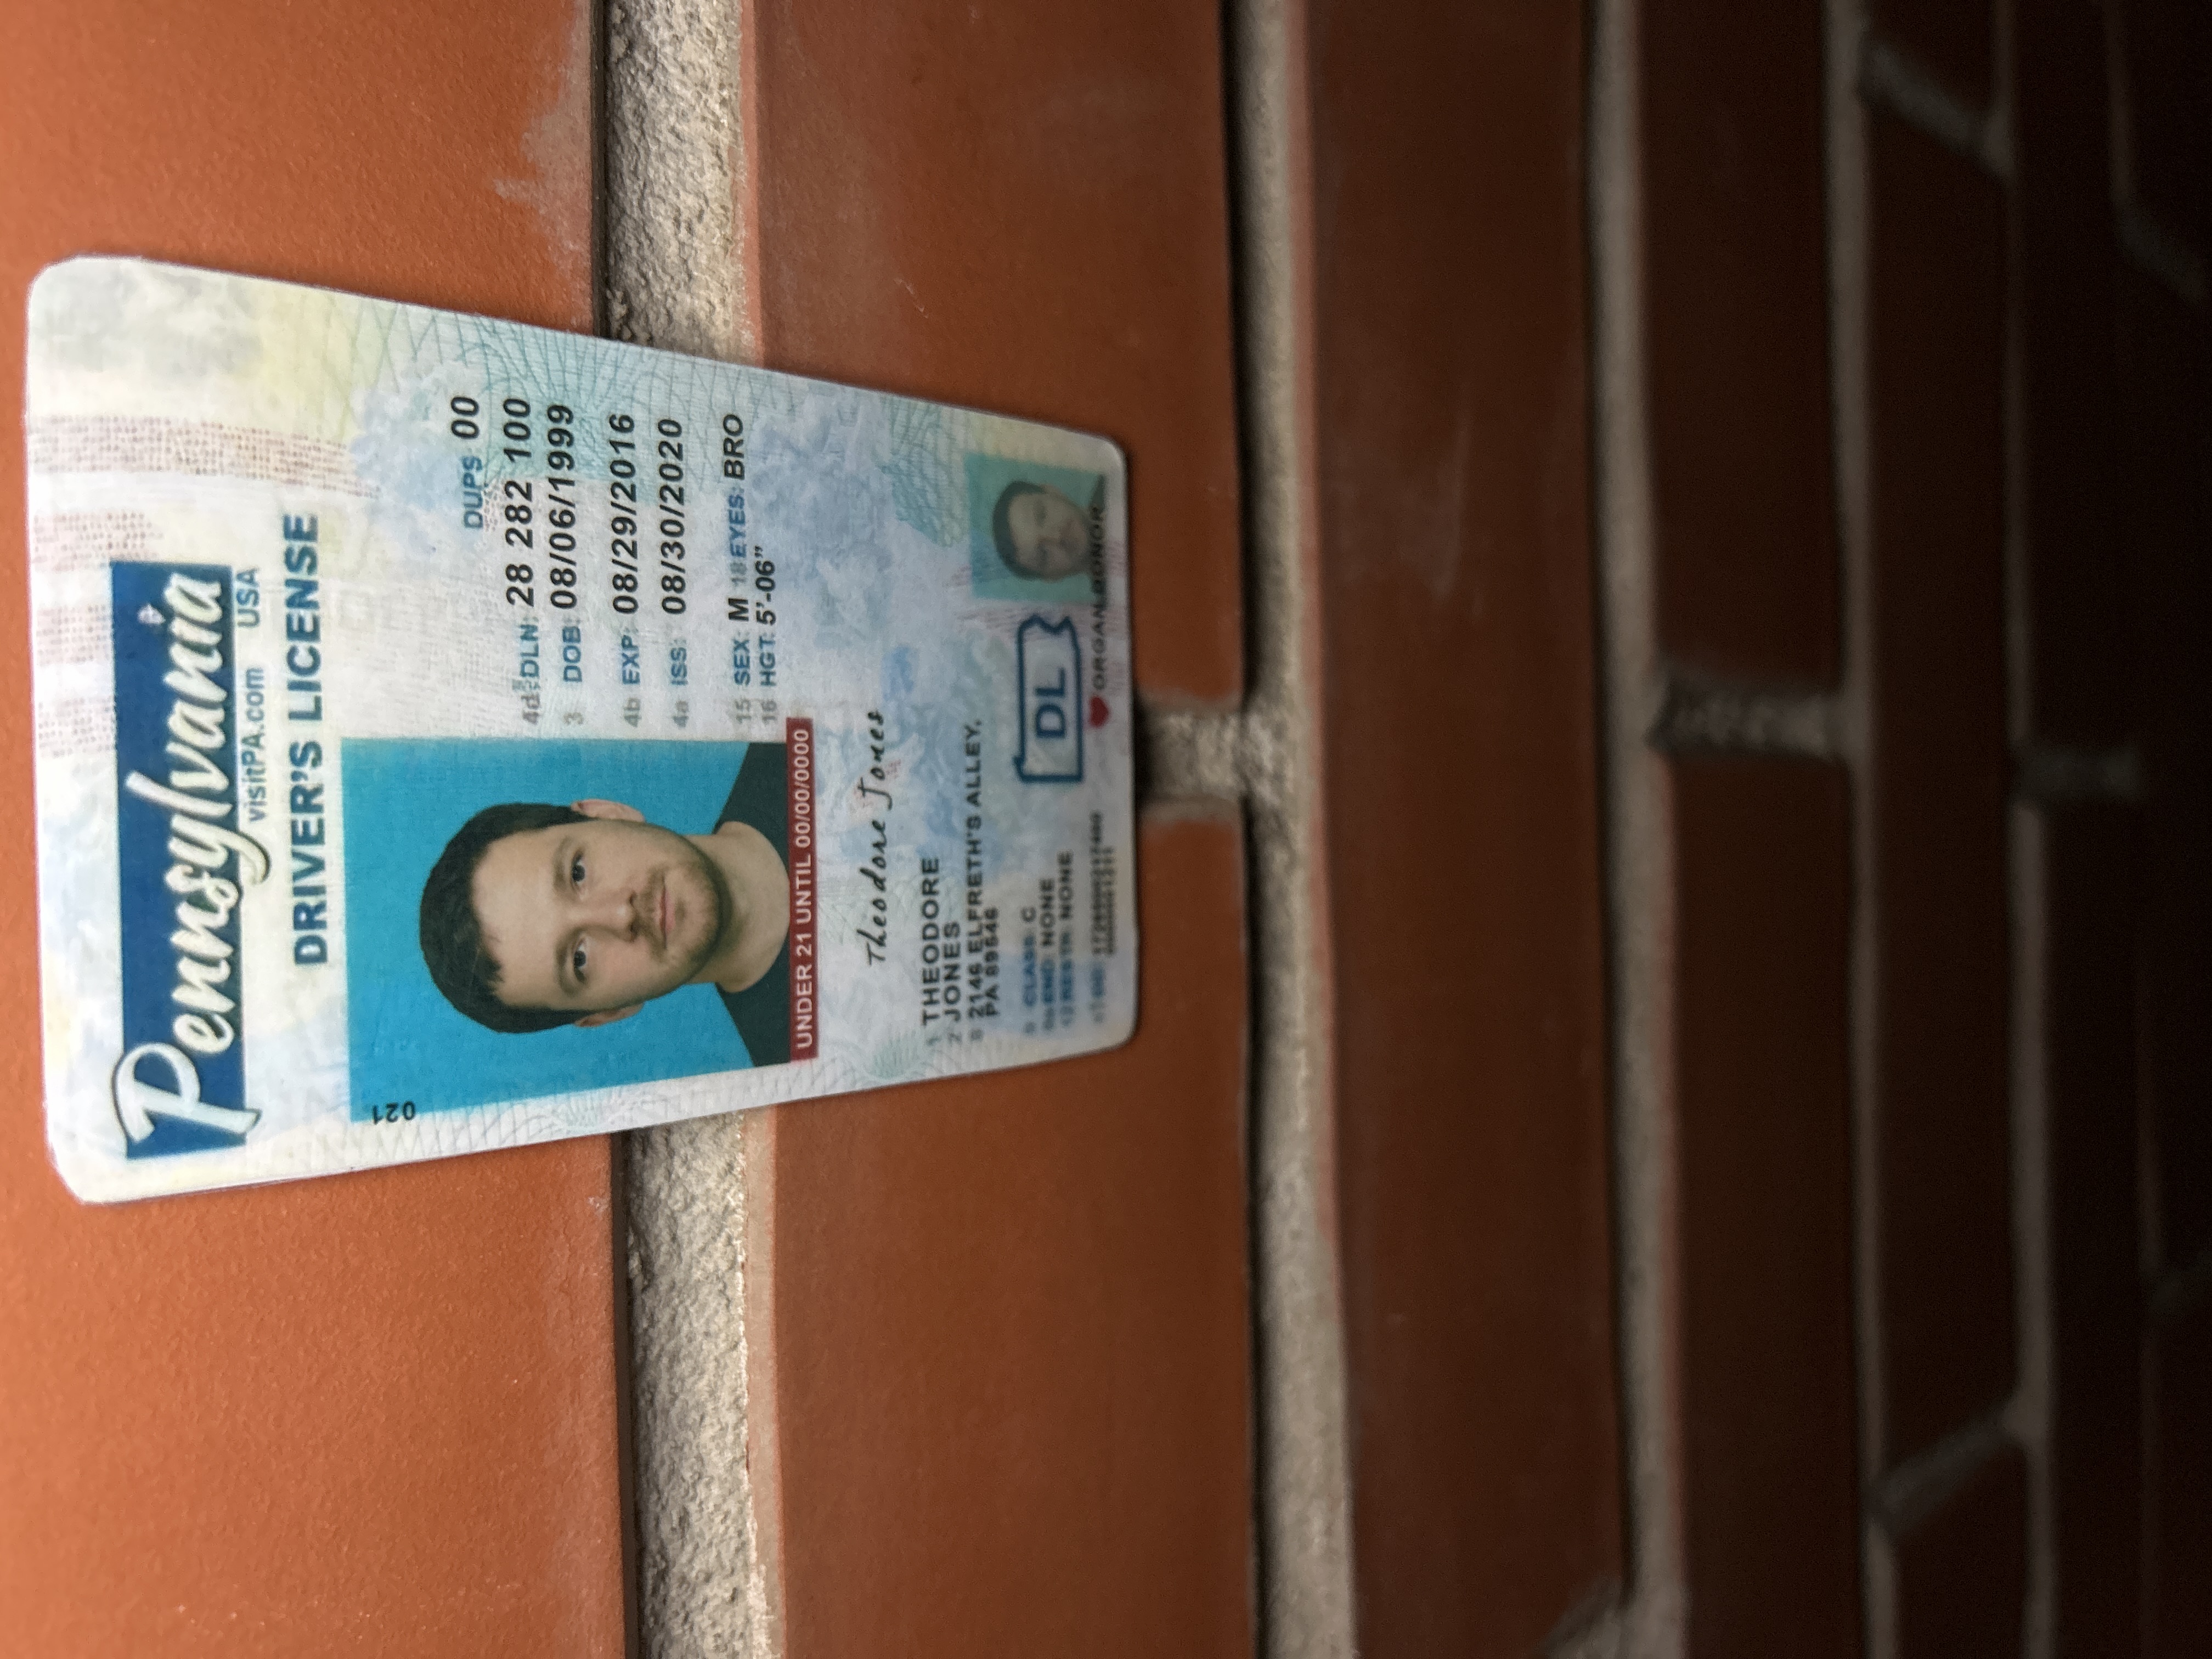 Pennsylvania
visitPA.com USA
DRIVER'S LICENSE
021
DUPS 00
4d DLN: 28 282 100
3 DOB: 08/06/1999
4b EXP: 08/29/2016
4a ISS: 08/30/2020
15 SEX: M 18 EYES: BRO
16 HGT: 5'-06"
UNDER 21 UNTIL 00/00/0000
Theodore Jones
1 THEODORE
2 JONES
8 2146 ELFRETH'S ALLEY,
PA 89646
9 CLASS: C
9a END: NONE
12 RESTR: NONE
DL
ORGAN DONOR